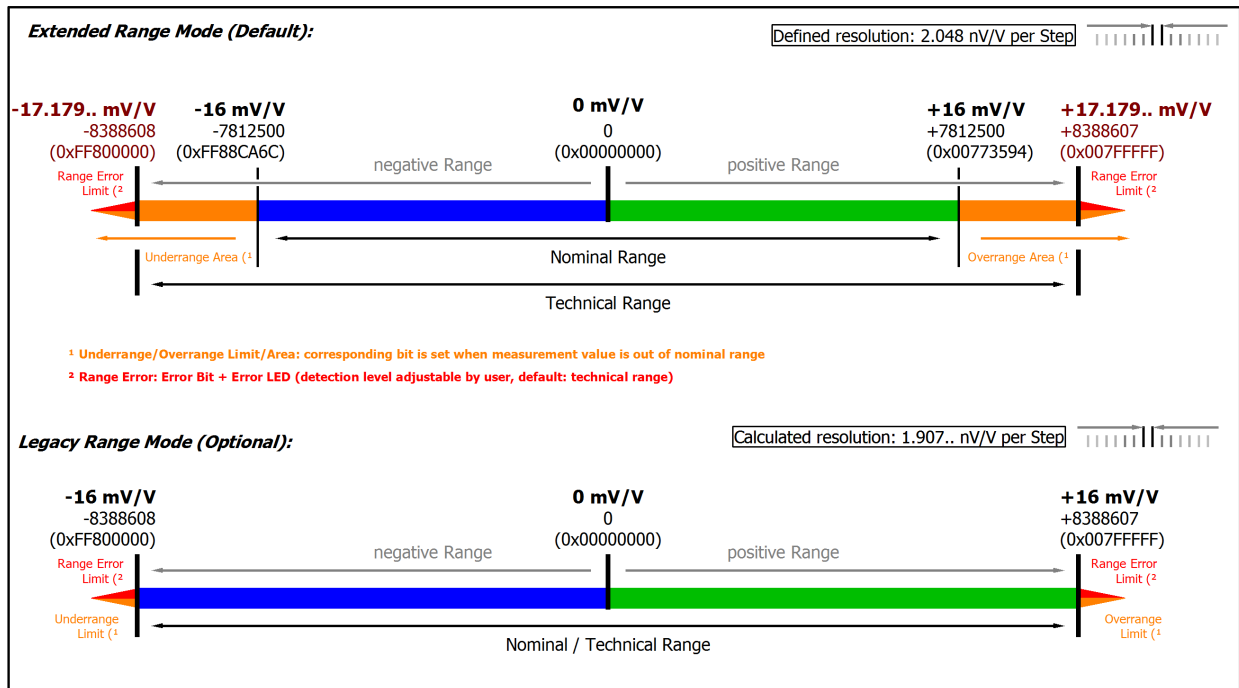 Extended Range Mode (Default):
Defined resolution: 2.048 nV/V per Step
-17.179.. mV/V
-8388608
(0xFF800000)
-16 mV/V
-7812500
(0xFF88CA6C)
0 mV/V
0
(0x00000000)
+16 mV/V
+7812500
(0x00773594)
+17.179.. mV/V
+8388607
(0x007FFFFF)
negative Range
positive Range
Range Error
Limit (²
Range Error
Limit (²
Underrange Area (¹
Nominal Range
Overrange Area (¹
Technical Range
¹ Underrange/Overrange Limit/Area: corresponding bit is set when measurement value is out of nominal range
² Range Error: Error Bit + Error LED (detection level adjustable by user, default: technical range)
Legacy Range Mode (Optional):
Calculated resolution: 1.907.. nV/V per Step
-16 mV/V
-8388608
(0xFF800000)
0 mV/V
0
(0x00000000)
+16 mV/V
+8388607
(0x007FFFFF)
negative Range
positive Range
Range Error
Limit (²
Range Error
Limit (²
Underrange
Limit (¹
Overrange
Limit (¹
Nominal / Technical Range